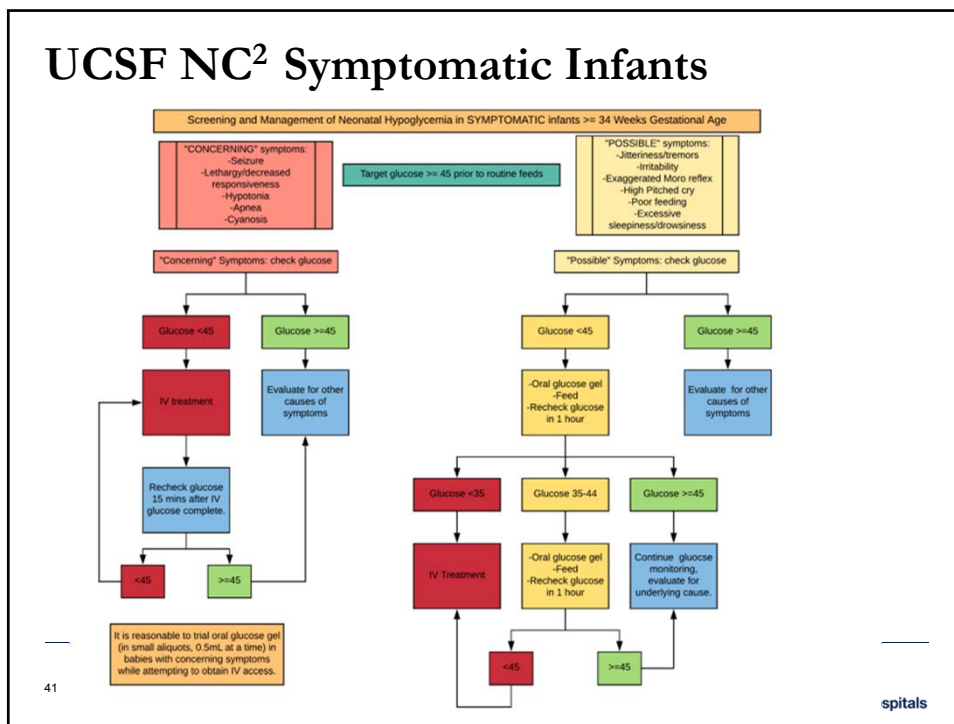 UCSF NC² Symptomatic Infants
Screening and Management of Neonatal Hypoglycemia in SYMPTOMATIC infants >= 34 Weeks Gestational Age
"CONCERNING" symptoms:
-Seizure
-Lethargy/decreased
responsiveness
-Hypotonia
-Apnea
-Cyanosis
Target glucose >= 45 prior to routine feeds
"POSSIBLE" symptoms:
-Jitteriness/tremors
-Irritability
-Exaggerated Moro reflex
-High Pitched cry
-Poor feeding
-Excessive
sleepiness/drowsiness
"Concerning" Symptoms: check glucose
Glucose <45
Glucose >=45
IV treatment
Evaluate for other
causes of
symptoms
Recheck glucose
15 mins after IV
glucose complete.
<45
>=45
It is reasonable to trial oral glucose gel
(in small aliquots, 0.5mL at a time) in
babies with concerning symptoms
while attempting to obtain IV access.
"Possible" Symptoms: check glucose
Glucose <45
Glucose >=45
-Oral glucose gel
-Feed
-Recheck glucose
in 1 hour
Evaluate for other
causes of
symptoms
Glucose <35
Glucose 35-44
Glucose >=45
IV Treatment
-Oral glucose gel
-Feed
-Recheck glucose
in 1 hour
Continue gluocse
monitoring,
evaluate for
underlying cause.
<45
>=45
41
spitals